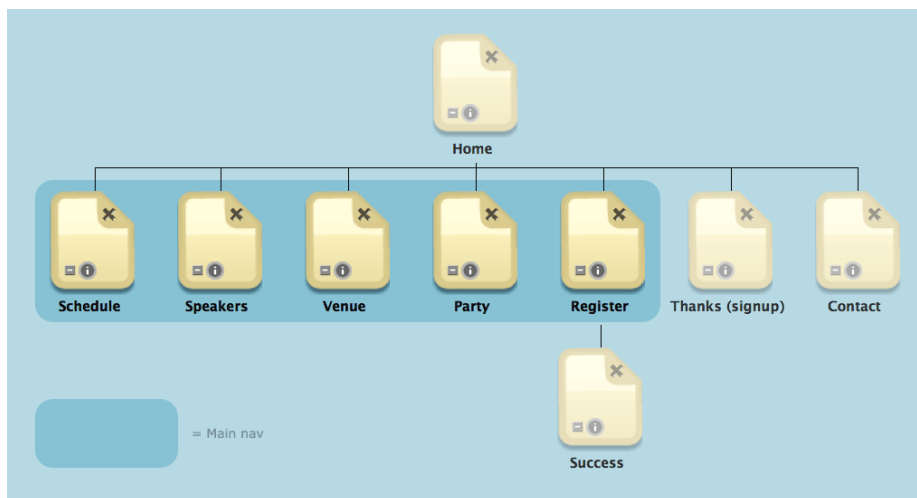 Home
Schedule
Speakers
Venue
Party
Register
Thanks (signup)
Contact
Success
= Main nav